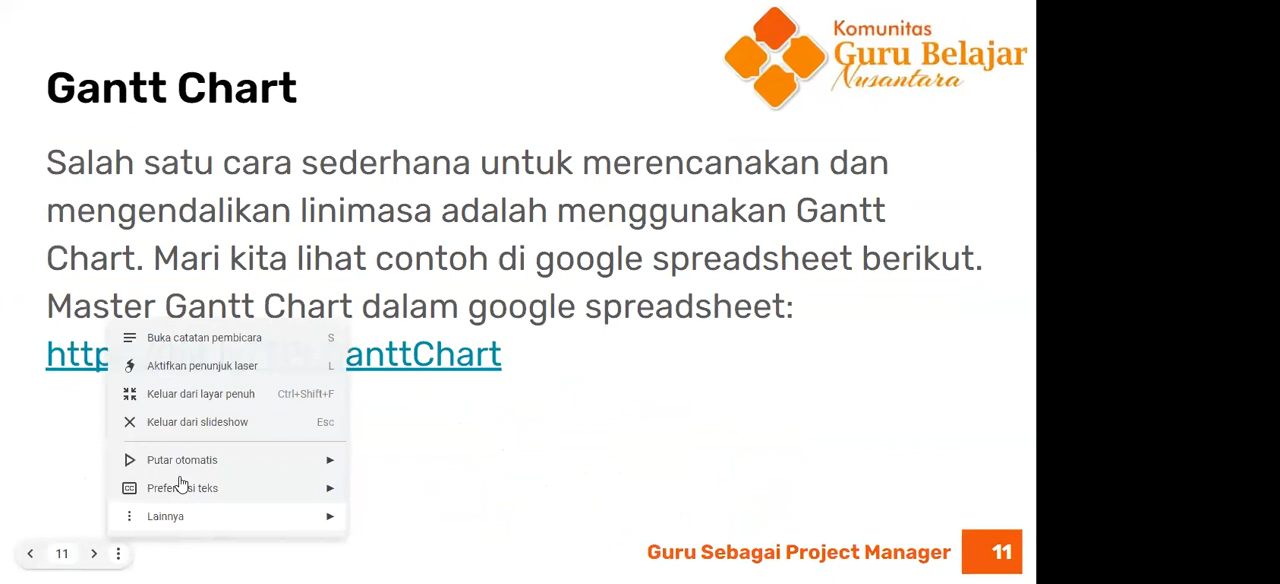 Komunitas
Guru Belajar
Nusantara
Gantt Chart
Salah satu cara sederhana untuk merencanakan dan
mengendalikan linimasa adalah menggunakan Gantt
Chart. Mari kita lihat contoh di google spreadsheet berikut.
Master Gantt Chart dalam google spreadsheet:
http anttChart
Buka catatan pembicara S
Aktifkan penunjuk laser L
Keluar dari layar penuh Ctrl+Shift+F
Keluar dari slideshow Esc
Putar otomatis
CC Preferensi teks
Lainnya
11
Guru Sebagai Project Manager 11